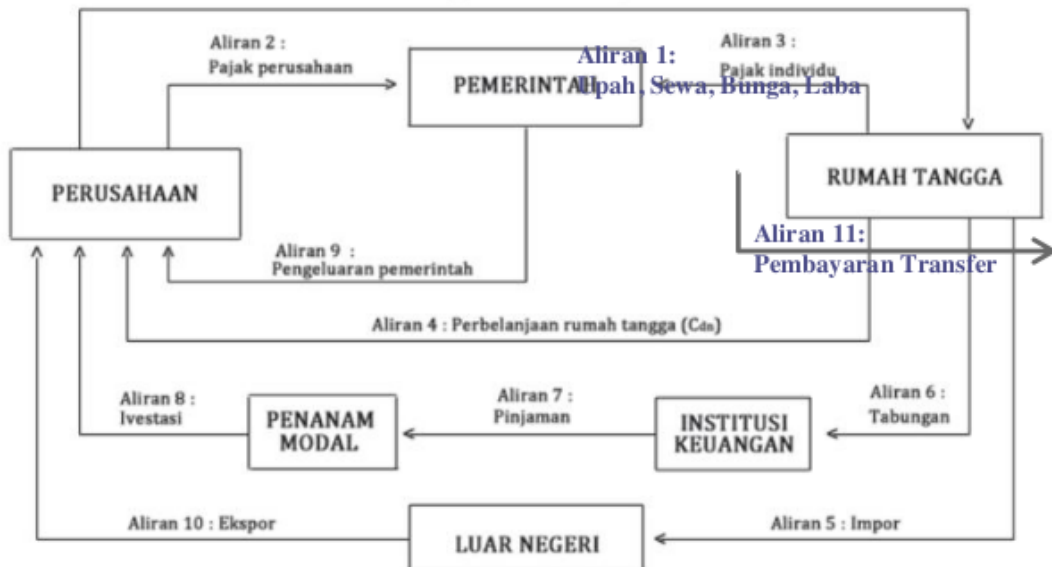 Aliran 2 :
Pajak perusahaan
PEMERINTAH
Aliran 1:
Upah, Sewa, Bunga, Laba
Aliran 3 :
Pajak individu
PERUSAHAAN
RUMAH TANGGA
Aliran 9 :
Pengeluaran pemerintah
Aliran 11:
Pembayaran Transfer
Aliran 4 : Perbelanjaan rumah tangga (Cdn)
Aliran 8 :
Ivestasi
PENANAM
MODAL
Aliran 7 :
Pinjaman
INSTITUSI
KEUANGAN
Aliran 6 :
Tabungan
Aliran 10 : Ekspor
LUAR NEGERI
Aliran 5 : Impor